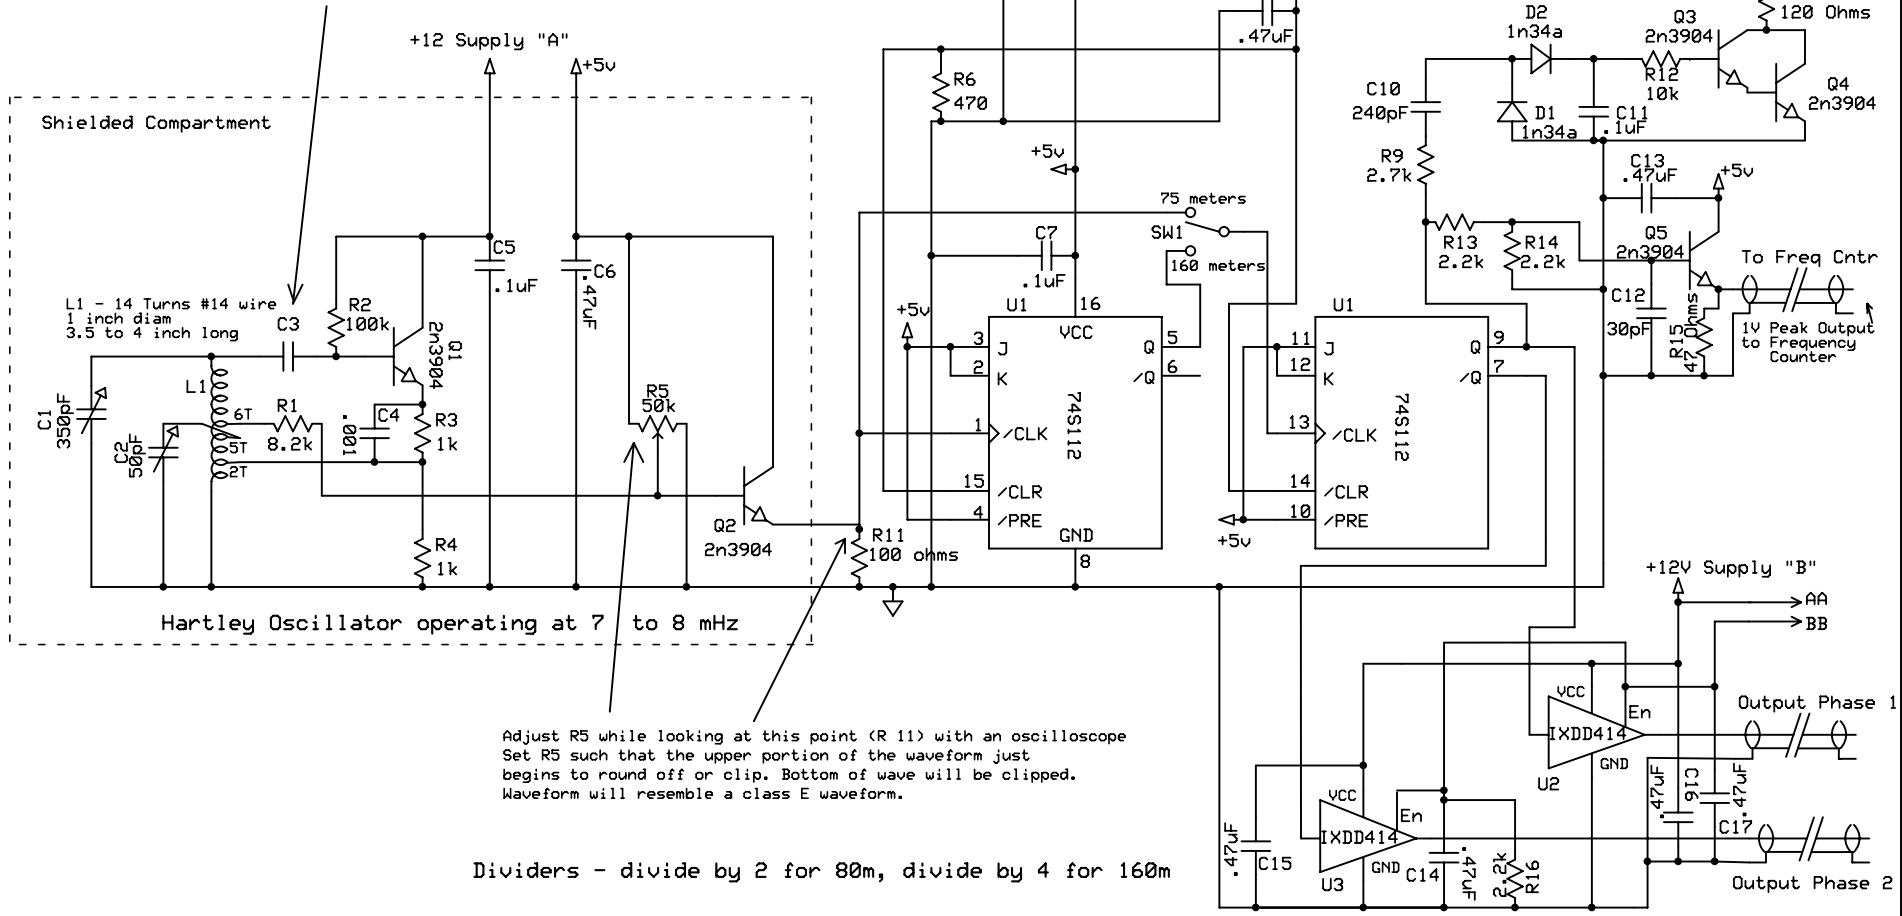 +12 Supply "A"
+5v
Shielded Compartment
L1 - 14 Turns #14 wire
1 inch diam
3.5 to 4 inch long
C3
R2
100k
2n3904
Q1
C5
.1uF
C6
.47uF
L1
6T
5T
2T
R1
8.2k
C4
.001
R3
1k
R4
1k
C1
350pF
C2
50pF
R5
50k
Q2
2n3904
Hartley Oscillator operating at 7 to 8 mHz
Adjust R5 while looking at this point (R 11) with an oscilloscope
Set R5 such that the upper portion of the waveform just
begins to round off or clip. Bottom of wave will be clipped.
Waveform will resemble a class E waveform.
Dividers - divide by 2 for 80m, divide by 4 for 160m
.47uF
R6
470
+5v
75 meters
SW1
160 meters
C7
.1uF
+5v
R11
100 ohms
U1
16
VCC
3
J
2
K
1
/CLK
15
/CLR
4
/PRE
GND
8
Q
5
/Q
6
74S112
U1
11
J
12
K
13
/CLK
14
/CLR
10
/PRE
Q
9
/Q
7
74S112
+5v
D2
1n34a
Q3
2n3904
120 Ohms
R12
10k
Q4
2n3904
C10
240pF
D1
1n34a
C11
.1uF
R9
2.7k
C13
.47uF
+5v
R13
2.2k
R14
2.2k
Q5
2n3904
To Freq Cntr
C12
30pF
R15
47 Ohms
1V Peak Output
to Frequency
Counter
+12V Supply "B"
AA
BB
VCC
En
IXDD414
GND
U2
Output Phase 1
.47uF
C16
.47uF
C17
VCC
En
IXDD414
GND
U3
.47uF
C15
C14
.47uF
2.2k
R16
Output Phase 2